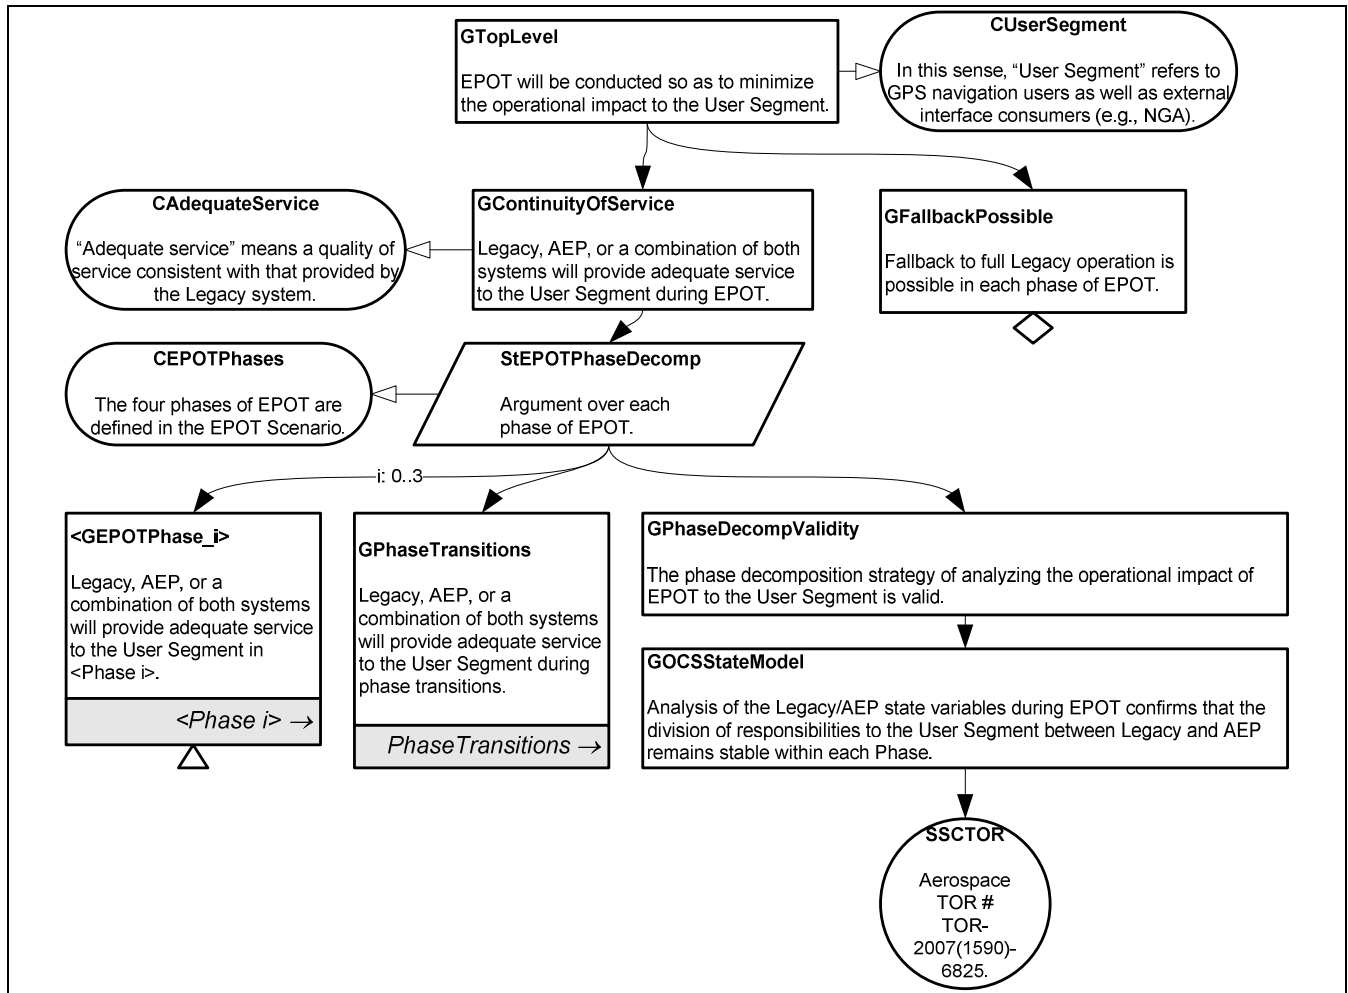 GTopLevel
EPOT will be conducted so as to minimize
the operational impact to the User Segment.
CUserSegment
In this sense, “User Segment” refers to
GPS navigation users as well as external
interface consumers (e.g., NGA).
CAdequateService
“Adequate service” means a quality of
service consistent with that provided by
the Legacy system.
GContinuityOfService
Legacy, AEP, or a combination of both
systems will provide adequate service
to the User Segment during EPOT.
GFallbackPossible
Fallback to full Legacy operation is
possible in each phase of EPOT.
CEPOTPhases
The four phases of EPOT are
defined in the EPOT Scenario.
StEPOTPhaseDecomp
Argument over each
phase of EPOT.
i: 0..3
<GEPOTPhase_i>
Legacy, AEP, or a
combination of both systems
will provide adequate service
to the User Segment in
<Phase i>.
<Phase i> →
GPhaseTransitions
Legacy, AEP, or a
combination of both systems
will provide adequate service
to the User Segment during
phase transitions.
PhaseTransitions →
GPhaseDecompValidity
The phase decomposition strategy of analyzing the operational impact of
EPOT to the User Segment is valid.
GOCSStateModel
Analysis of the Legacy/AEP state variables during EPOT confirms that the
division of responsibilities to the User Segment between Legacy and AEP
remains stable within each Phase.
SSCTOR
Aerospace
TOR #
TOR-
2007(1590)-
6825.